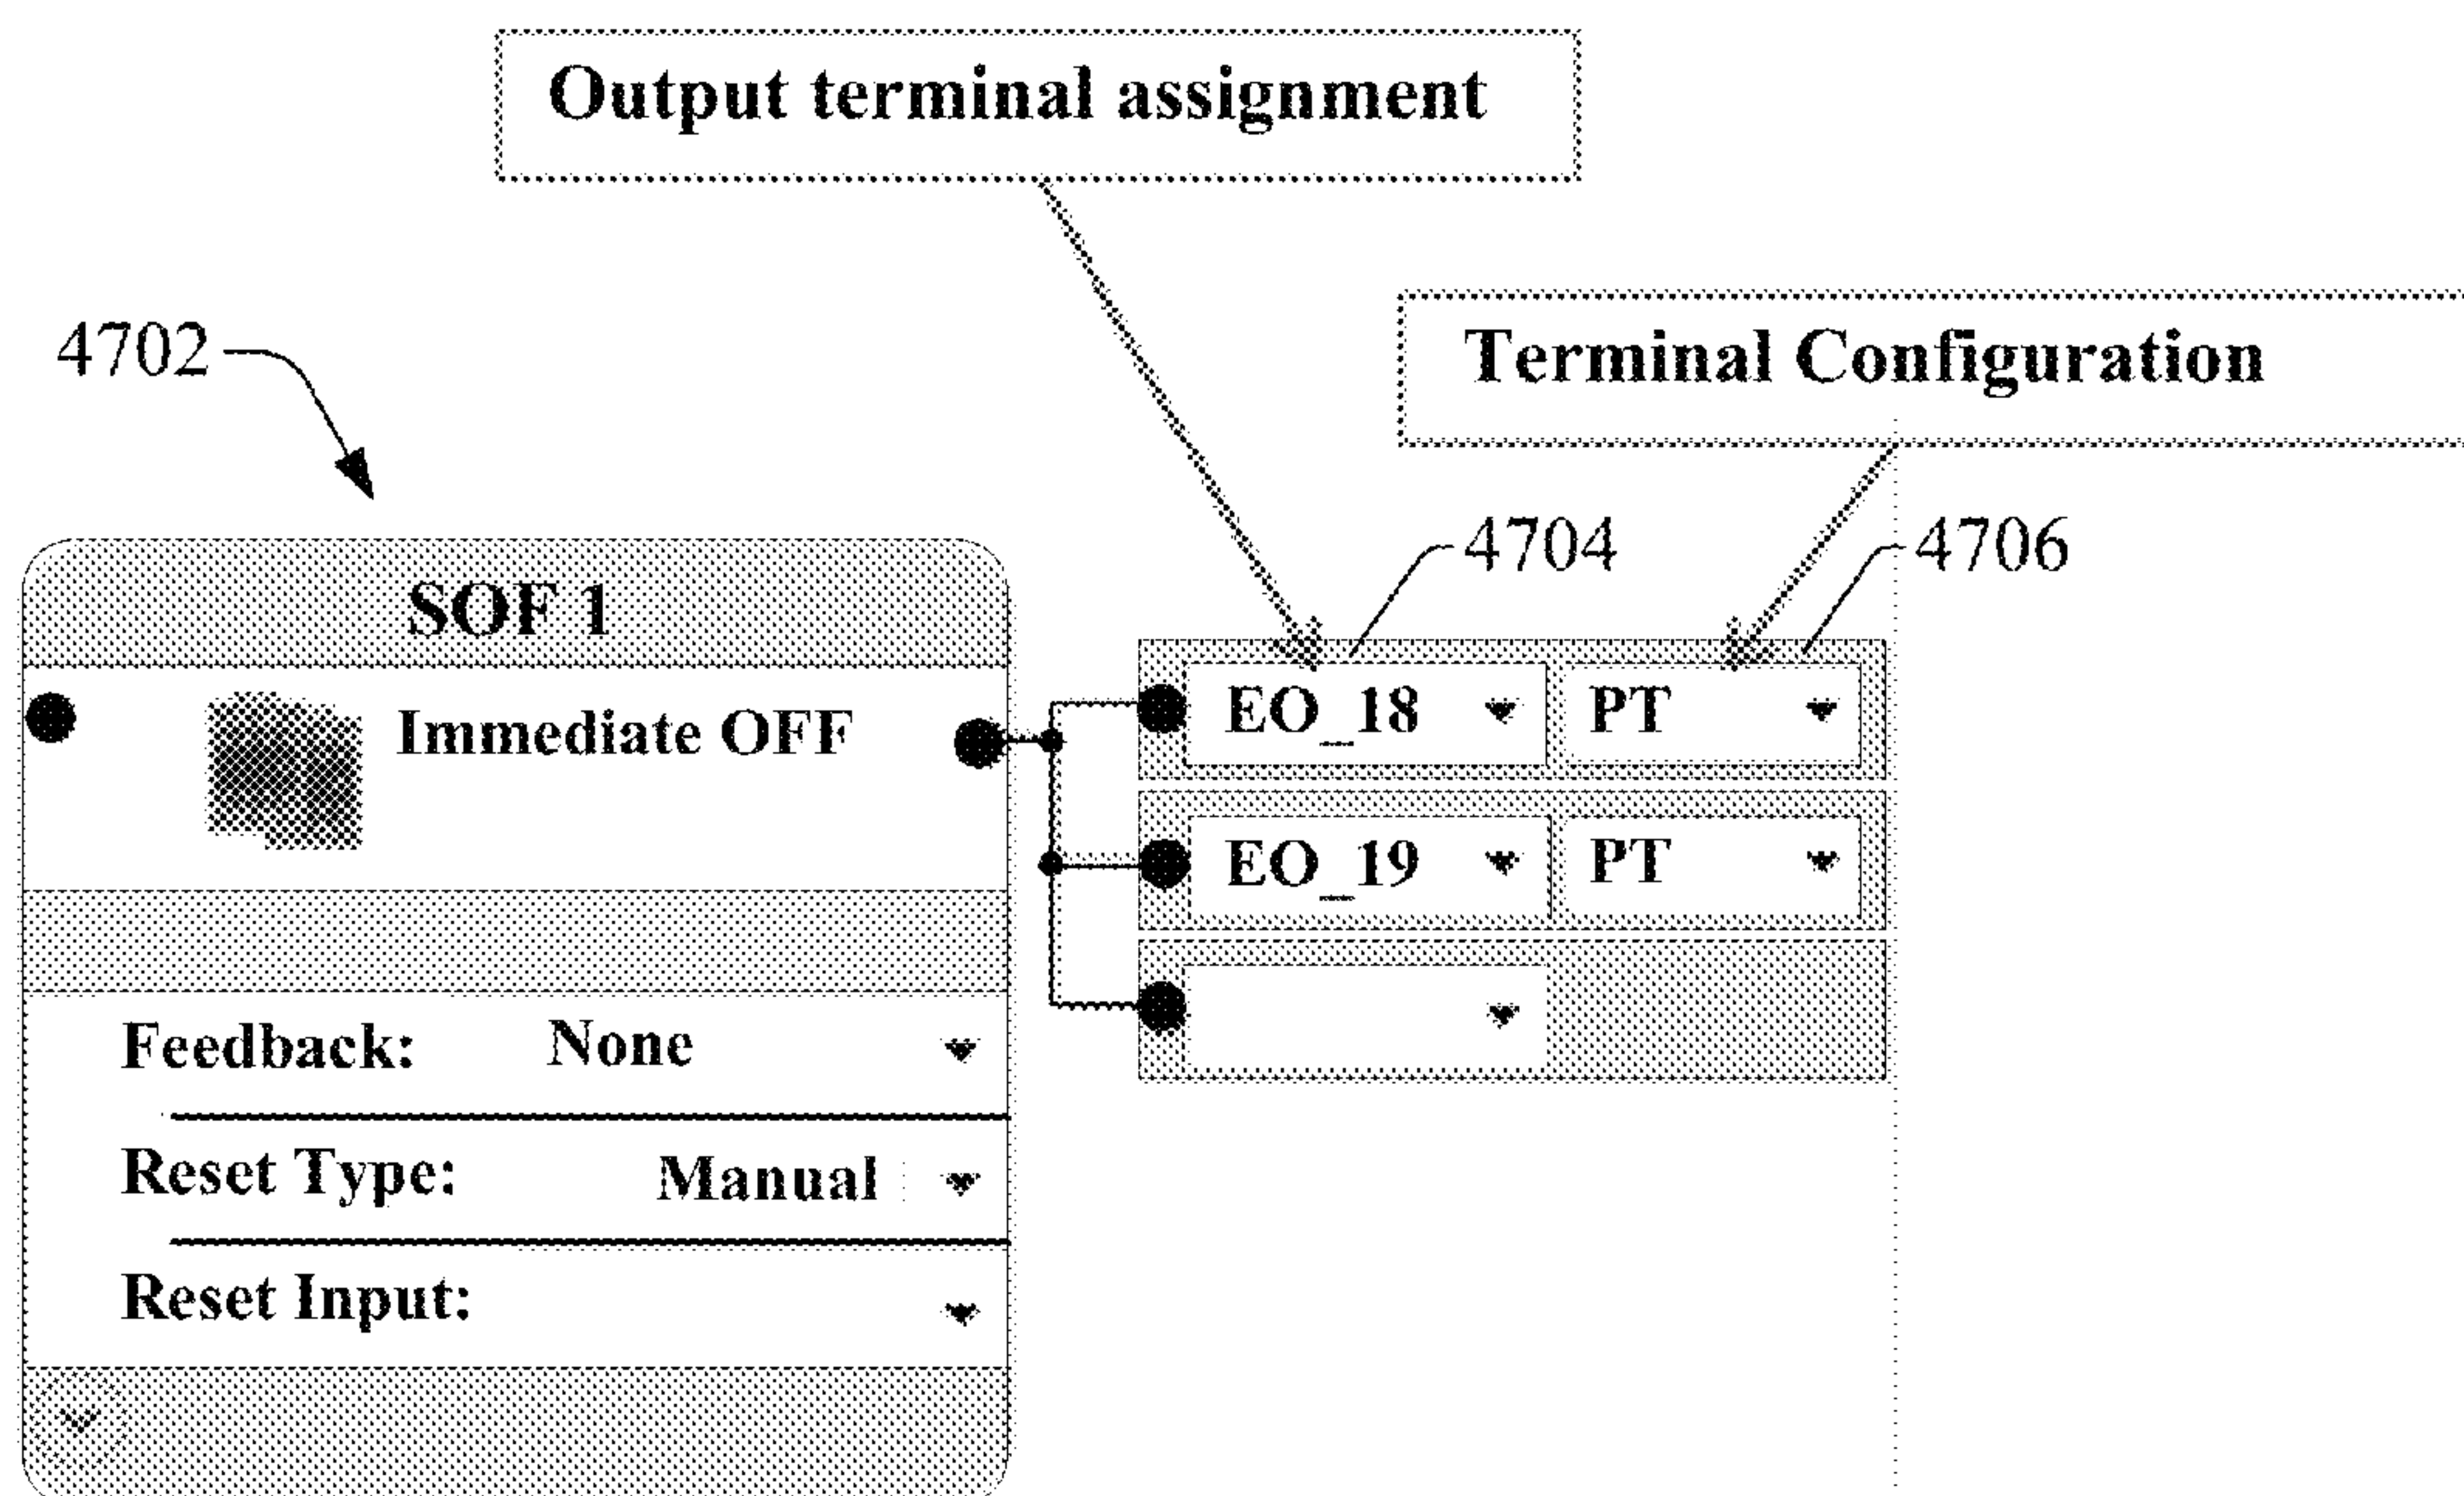 Output terminal assignment
Terminal Configuration
4702
4704
4706
SOF 1
Immediate OFF
EO_18
PT
EO_19
PT
Feedback: None
Reset Type: Manual
Reset Input: